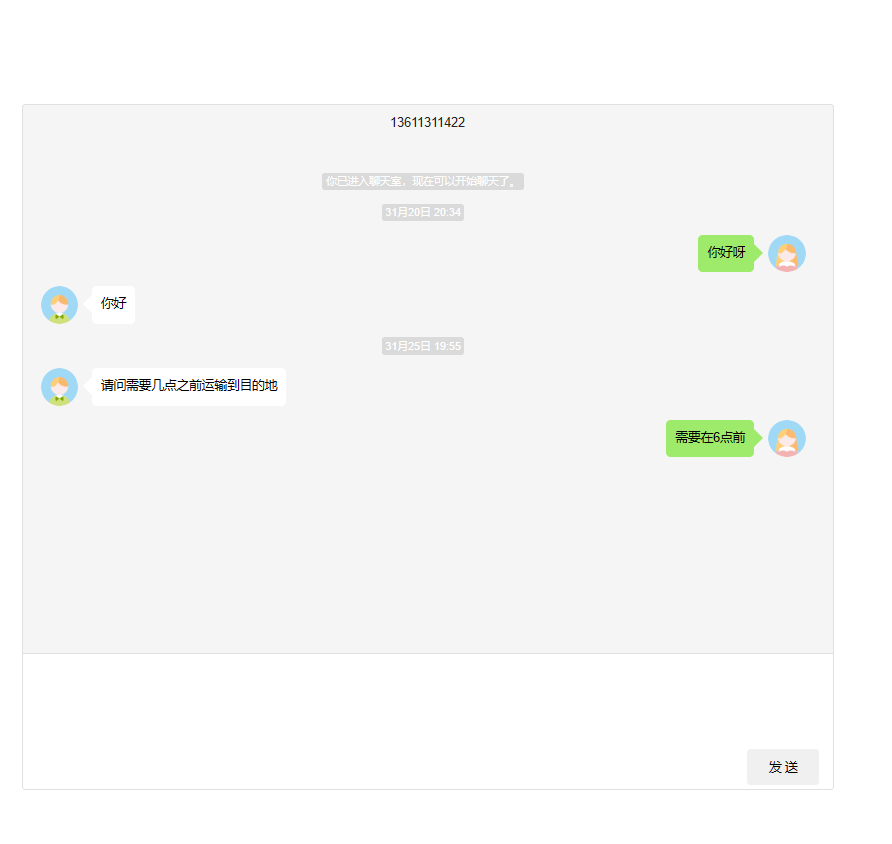 13611311422
你已进入聊天室，现在可以开始聊天了。
31月20日 20:34
你好呀
你好
31月25日 19:55
请问需要几点之前运输到目的地
需要在6点前
发 送